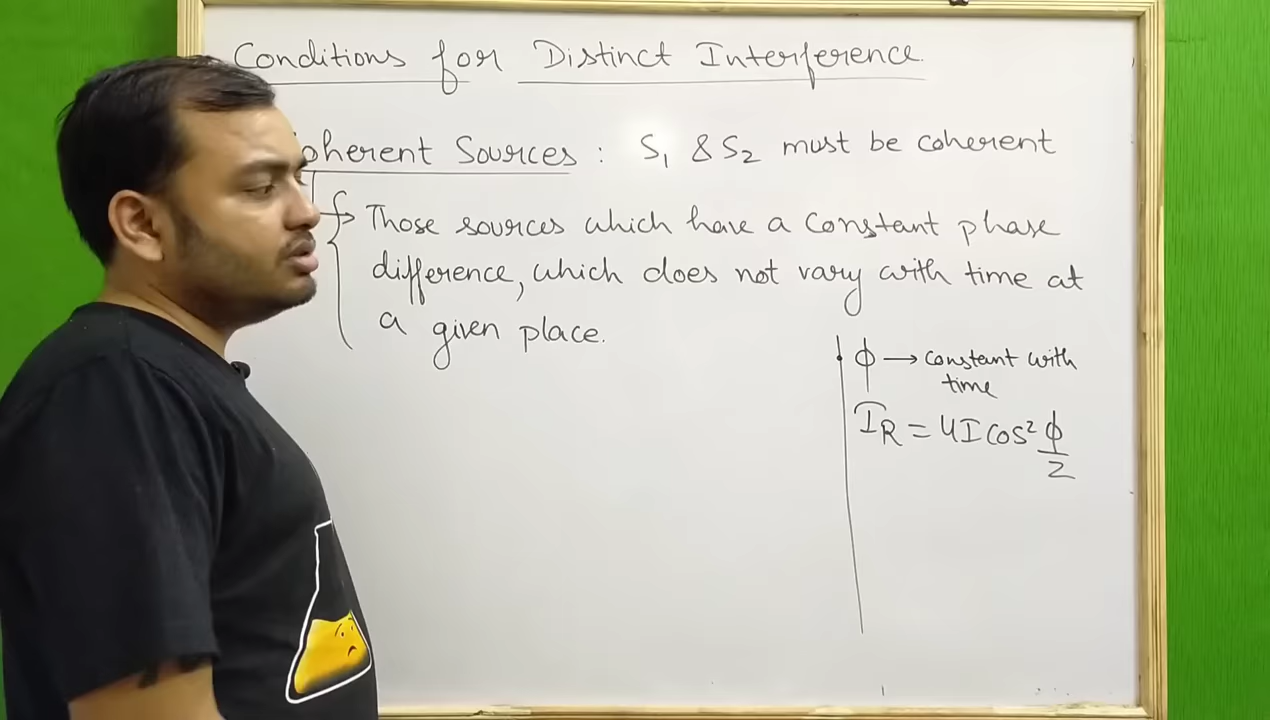 Conditions for Distinct Interference
oherent Sources : S₁ & S₂ must be coherent
→ Those sources which have a constant phase
difference, which does not vary with time at
a given place.
ϕ → constant with
time
I_R = 4I cos² ϕ/2